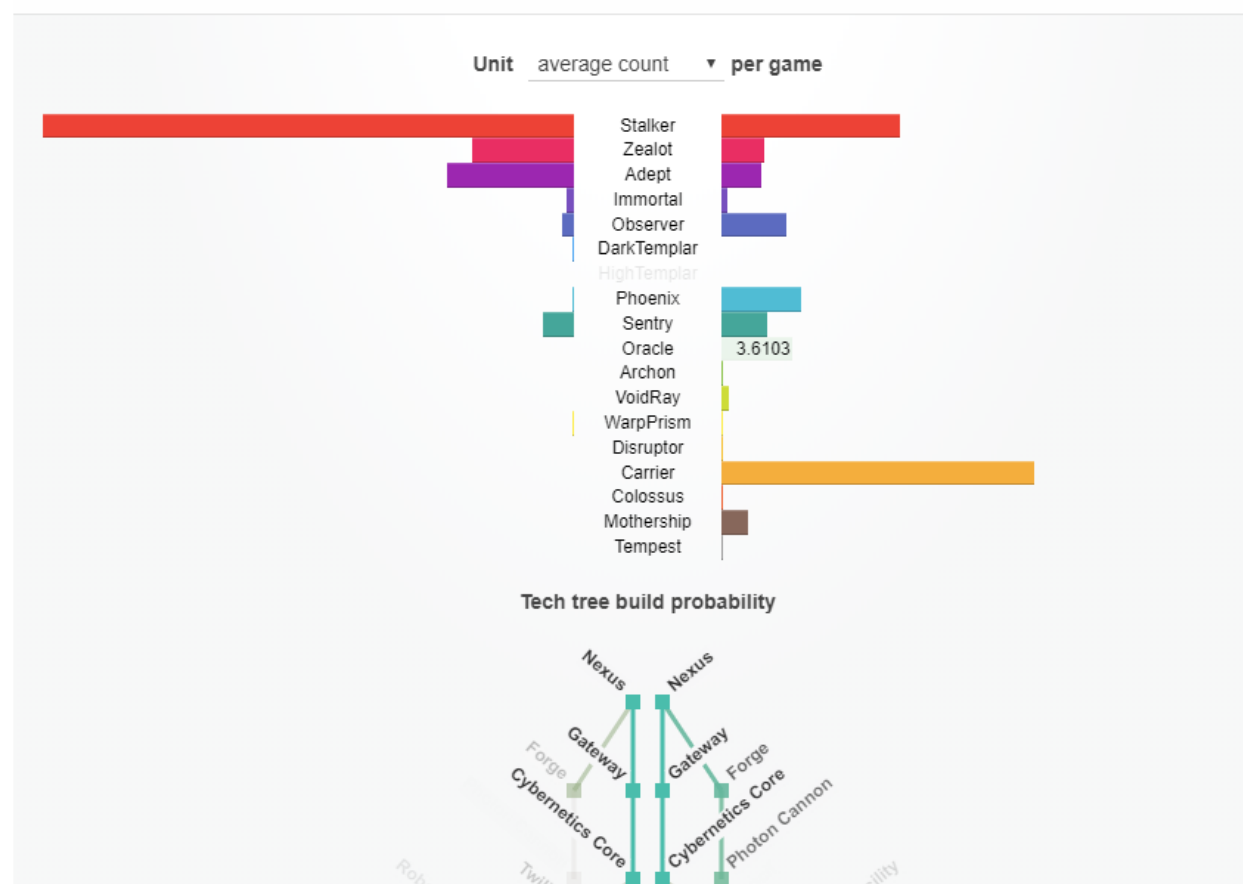 Unit average count ▼ per game
Stalker
Zealot
Adept
Immortal
Observer
DarkTemplar
HighTemplar
Phoenix
Sentry
Oracle 3.6103
Archon
VoidRay
WarpPrism
Disruptor
Carrier
Colossus
Mothership
Tempest
Tech tree build probability
Nexus Nexus
Forge Gateway Gateway Forge
Cybernetics Core Cybernetics Core Photon Cannon